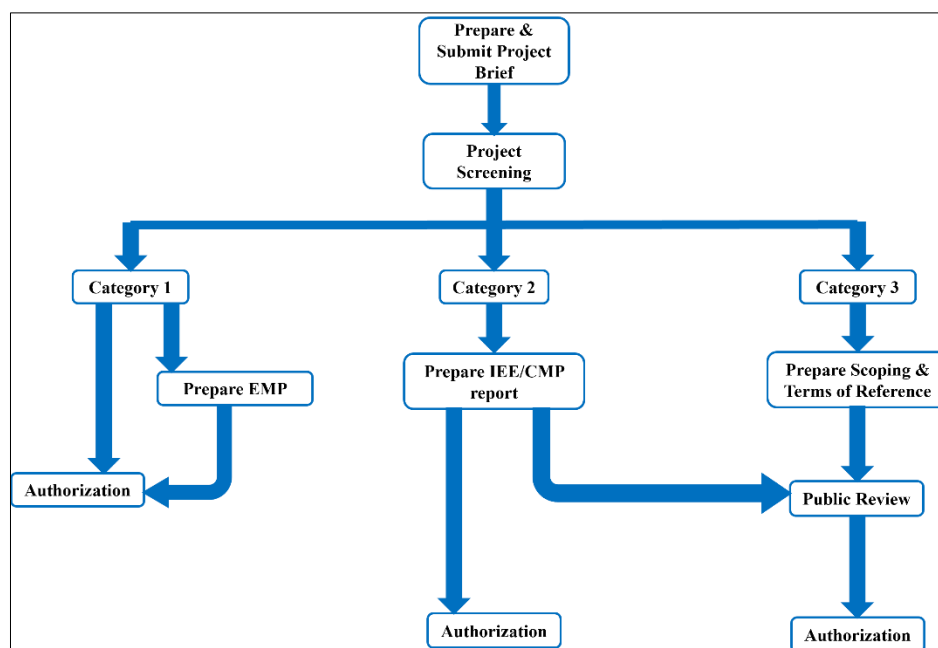 Prepare &
Submit Project
Brief
Project
Screening
Category 1
Category 2
Category 3
Prepare EMP
Prepare IEE/CMP
report
Prepare Scoping &
Terms of Reference
Authorization
Public Review
Authorization
Authorization